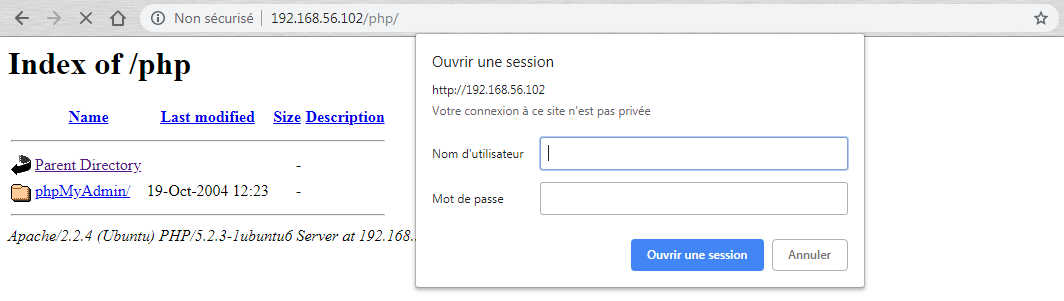 Non sécurisé 192.168.56.102/php/
Index of /php
Name Last modified Size Description
Parent Directory -
phpMyAdmin/ 19-Oct-2004 12:23 -
Apache/2.2.4 (Ubuntu) PHP/5.2.3-1ubuntu6 Server at 192.168.
Ouvrir une session
http://192.168.56.102
Votre connexion à ce site n'est pas privée
Nom d'utilisateur
Mot de passe
Ouvrir une session Annuler